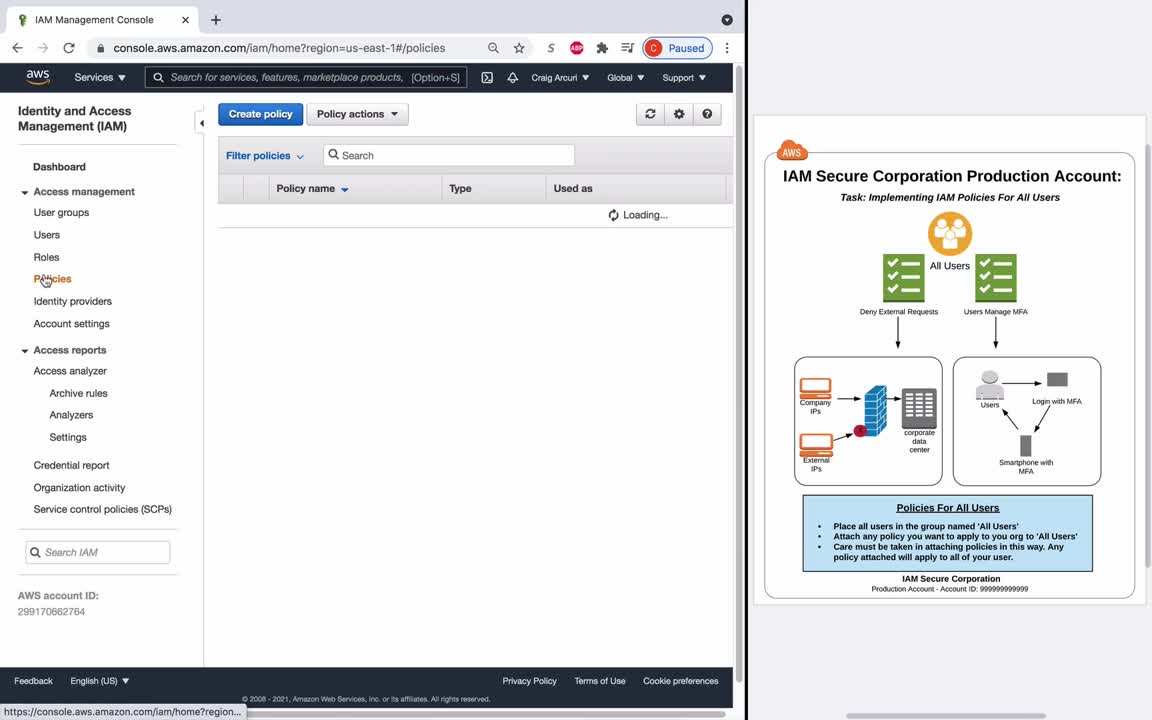 IAM Management Console
console.aws.amazon.com/iam/home?region=us-east-1#/policies
S
ABP
C Paused
aws
Services
Search for services, features, marketplace products, [Option+S]
Craig Arcuri
Global
Support
Identity and Access
Management (IAM)
Dashboard
Access management
User groups
Users
Roles
Policies
Identity providers
Account settings
Access reports
Access analyzer
Archive rules
Analyzers
Settings
Credential report
Organization activity
Service control policies (SCPs)
Search IAM
AWS account ID:
299170662764
Create policy
Policy actions
Filter policies
Search
Policy name
Type
Used as
Loading...
Feedback
English (US)
Privacy Policy
Terms of Use
Cookie preferences
© 2008 - 2021, Amazon Web Services, Inc. or its affiliates. All rights reserved.
https://console.aws.amazon.com/iam/home?region...
AWS
IAM Secure Corporation Production Account:
Task: Implementing IAM Policies For All Users
All Users
Deny External Requests
Users Manage MFA
Company
IPs
External
IPs
corporate
data
center
Users
Login with MFA
Smartphone with
MFA
Policies For All Users
• Place all users in the group named 'All Users'
• Attach any policy you want to apply to you org to 'All Users'
• Care must be taken in attaching policies in this way. Any
policy attached will apply to all of your user.
IAM Secure Corporation
Production Account - Account ID: 999999999999